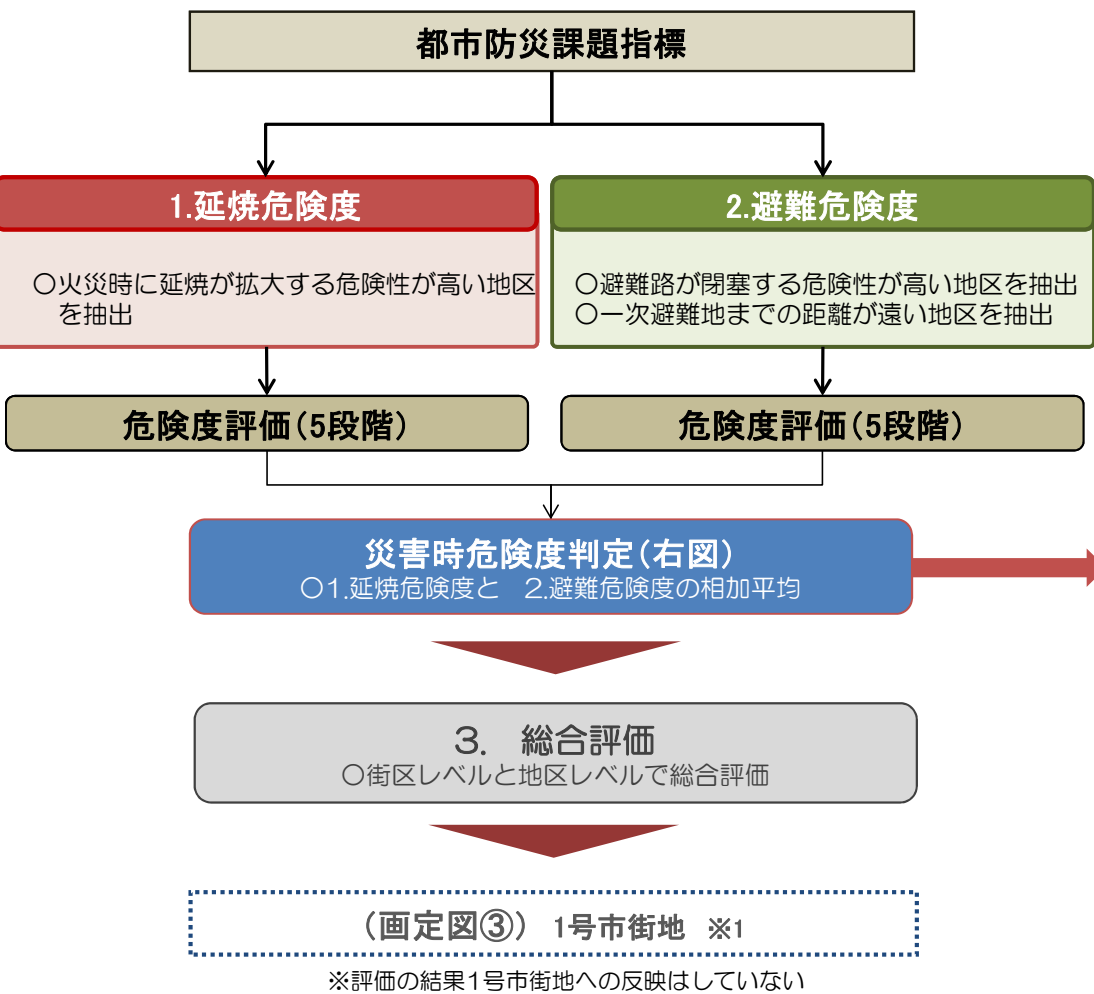 都市防災課題指標
1.延焼危険度
○火災時に延焼が拡大する危険性が高い地区
を抽出
2.避難危険度
○避難路が閉塞する危険性が高い地区を抽出
○一次避難地までの距離が遠い地区を抽出
危険度評価(5段階)
危険度評価(5段階)
災害時危険度判定(右図)
○1.延焼危険度と　2.避難危険度の相加平均
3.　総合評価
○街区レベルと地区レベルで総合評価
(画定図③)　1号市街地　※1
※評価の結果1号市街地への反映はしていない